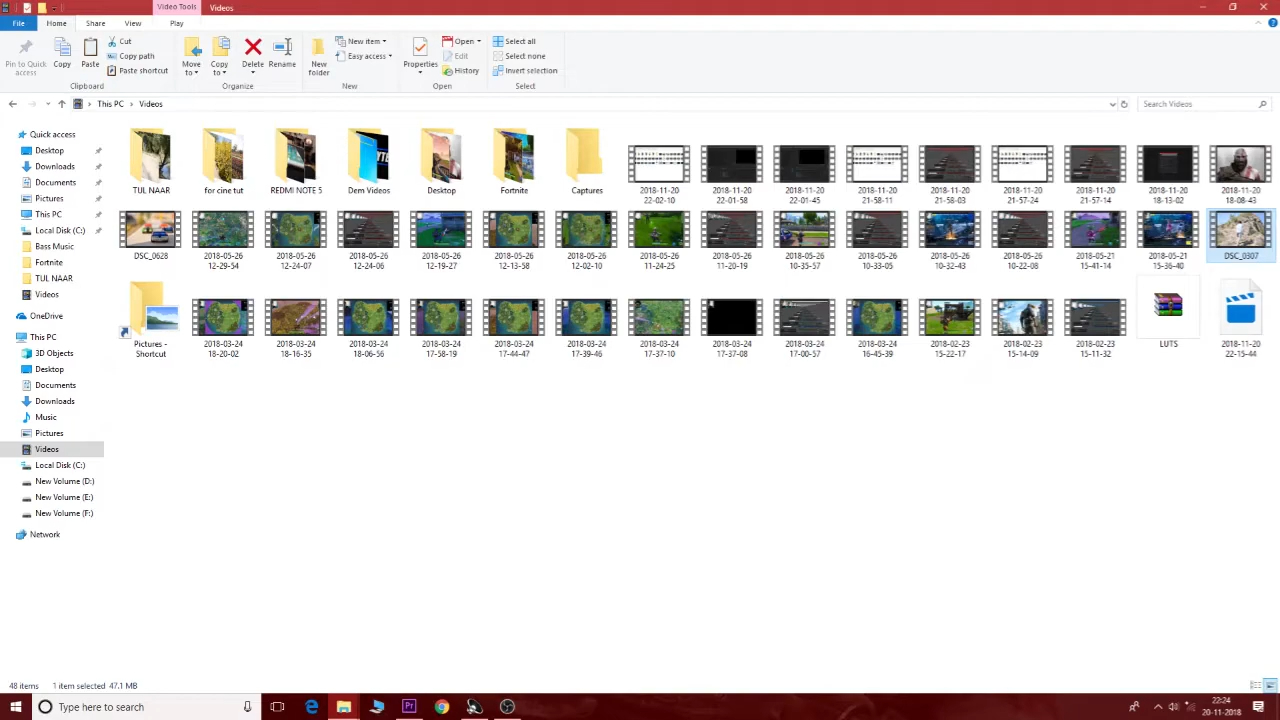 Video Tools
Videos
File
Home
Share
View
Play
Pin to Quick access
Copy
Paste
Cut
Copy path
Paste shortcut
Clipboard
Move to
Copy to
Delete
Rename
Organize
New folder
New item
Easy access
New
Properties
Open
Edit
History
Open
Select all
Select none
Invert selection
Select
This PC › Videos
Search Videos
Quick access
Desktop
Downloads
Documents
Pictures
This PC
Local Disk (C:)
Bass Music
Fortnite
TUL NAAR
Videos
OneDrive
This PC
3D Objects
Desktop
Documents
Downloads
Music
Pictures
Videos
Local Disk (C:)
New Volume (D:)
New Volume (E:)
New Volume (F:)
Network
TUL NAAR
for cine tut
REDMI NOTE 5
Dem Videos
Desktop
Fortnite
Captures
2018-11-20 22-02-10
2018-11-20 22-01-58
2018-11-20 22-01-45
2018-11-20 21-58-11
2018-11-20 21-58-03
2018-11-20 21-57-24
2018-11-20 21-57-14
2018-11-20 18-13-02
2018-11-20 18-08-43
DSC_0628
2018-05-26 12-29-54
2018-05-26 12-24-07
2018-05-26 12-24-06
2018-05-26 12-19-27
2018-05-26 12-13-58
2018-05-26 12-02-10
2018-05-26 11-24-25
2018-05-26 11-20-19
2018-05-26 10-35-57
2018-05-26 10-33-05
2018-05-26 10-32-43
2018-05-26 10-22-08
2018-05-21 15-41-14
2018-05-21 15-36-40
DSC_0307
Pictures - Shortcut
2018-03-24 18-20-02
2018-03-24 18-16-35
2018-03-24 18-06-56
2018-03-24 17-58-19
2018-03-24 17-44-47
2018-03-24 17-39-46
2018-03-24 17-37-10
2018-03-24 17-37-08
2018-03-24 17-00-57
2018-03-24 16-45-39
2018-02-23 15-22-17
2018-02-23 15-14-09
2018-02-23 15-11-32
LUTS
2018-11-20 22-15-44
48 items
1 item selected 47.1 MB
Type here to search
Pr
22:24
20-11-2018